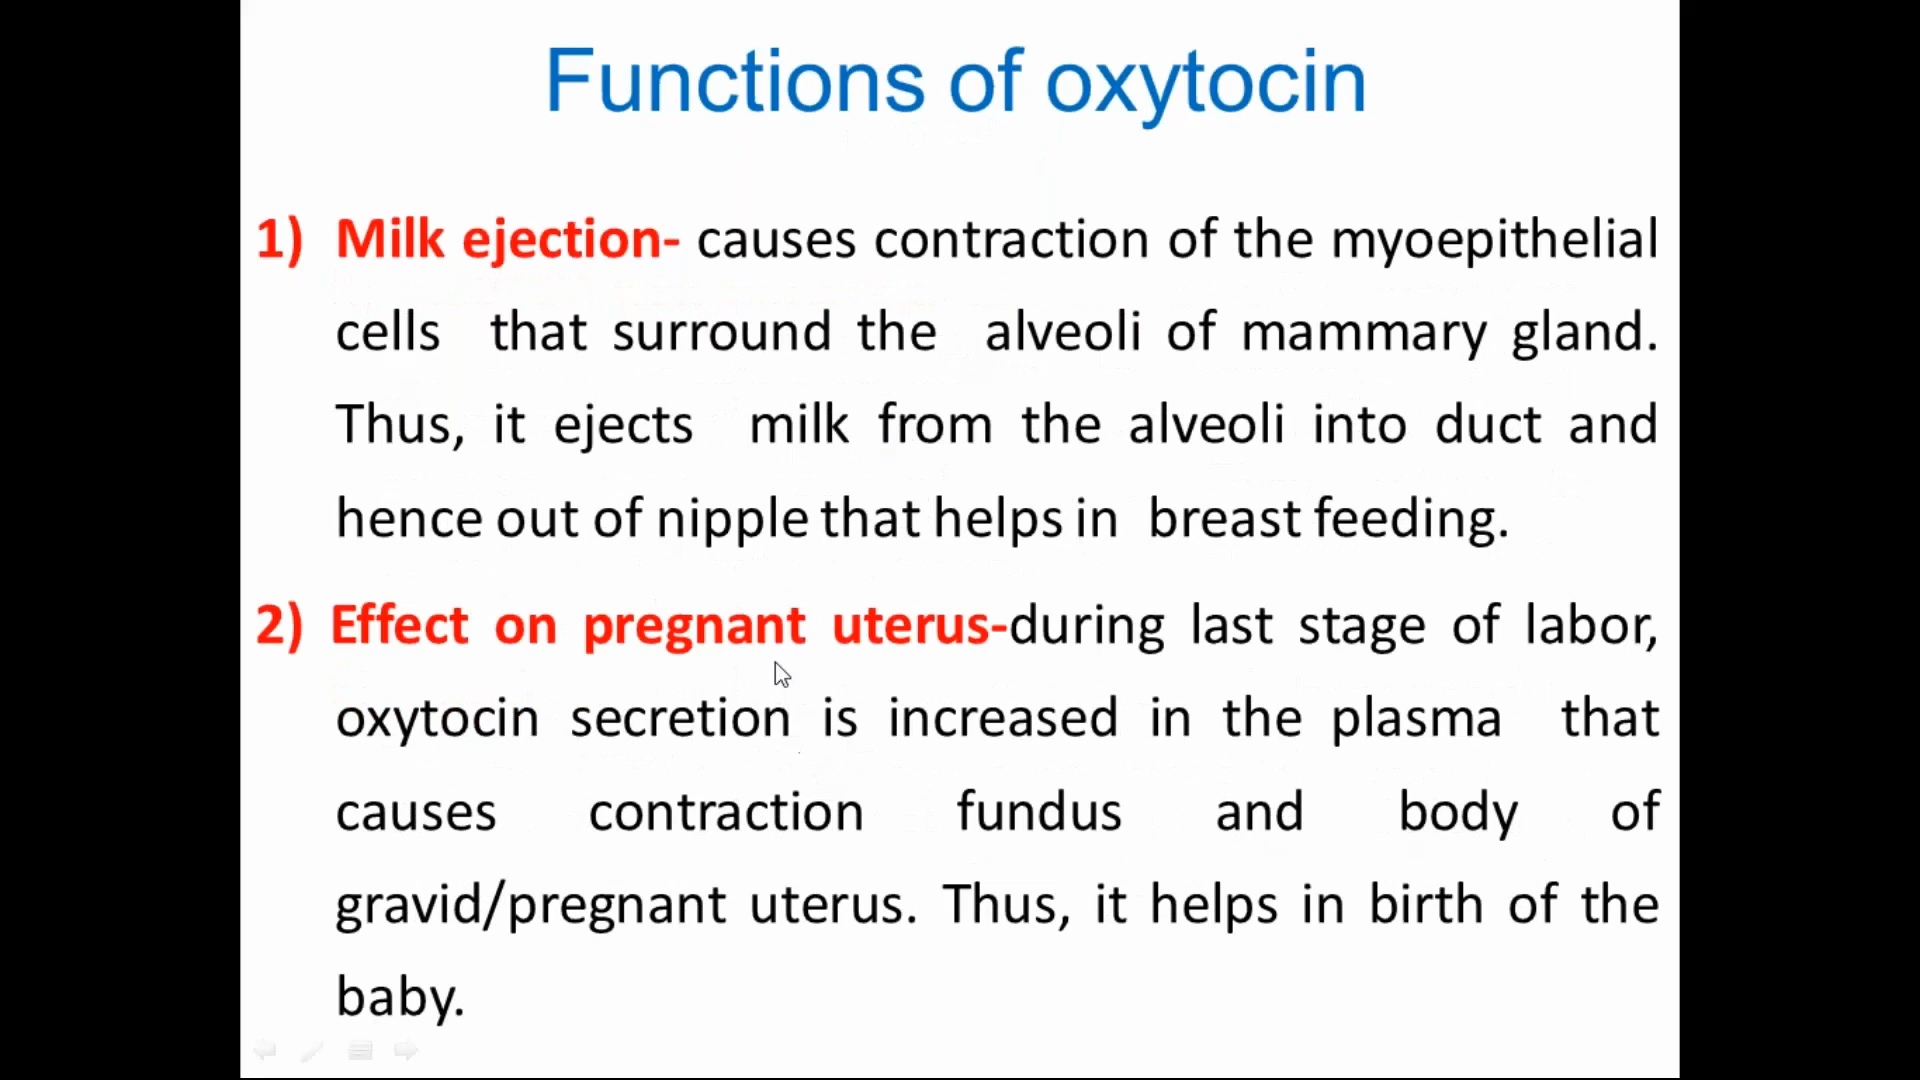 Functions of oxytocin
1) Milk ejection- causes contraction of the myoepithelial
cells that surround the alveoli of mammary gland.
Thus, it ejects milk from the alveoli into duct and
hence out of nipple that helps in breast feeding.
2) Effect on pregnant uterus-during last stage of labor,
oxytocin secretion is increased in the plasma that
causes contraction fundus and body of
gravid/pregnant uterus. Thus, it helps in birth of the
baby.